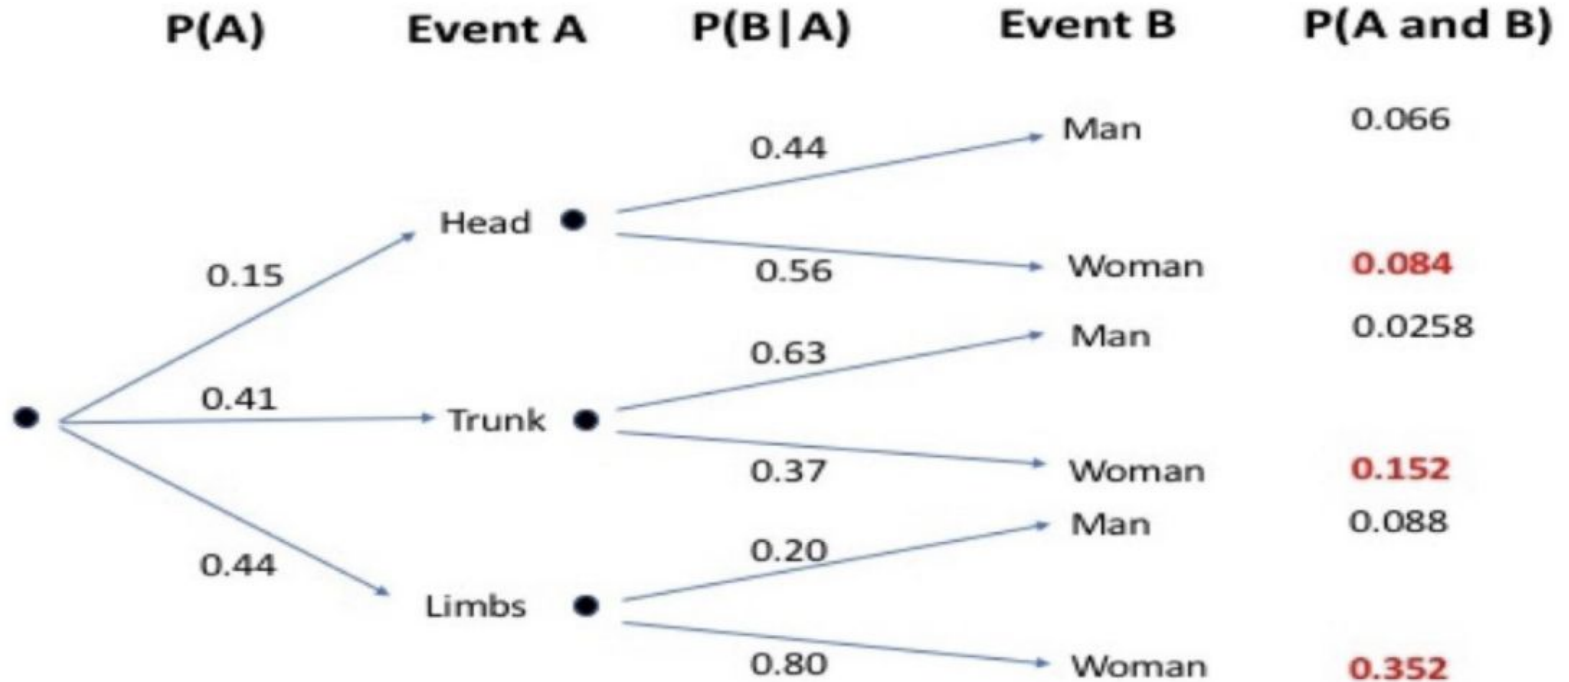 P(A) Event A P(B|A) Event B P(A and B)
0.44 Man 0.066
Head
0.15
0.56 Woman 0.084
0.63 Man 0.0258
0.41
Trunk
0.37 Woman 0.152
0.20 Man 0.088
0.44
Limbs
0.80 Woman 0.352